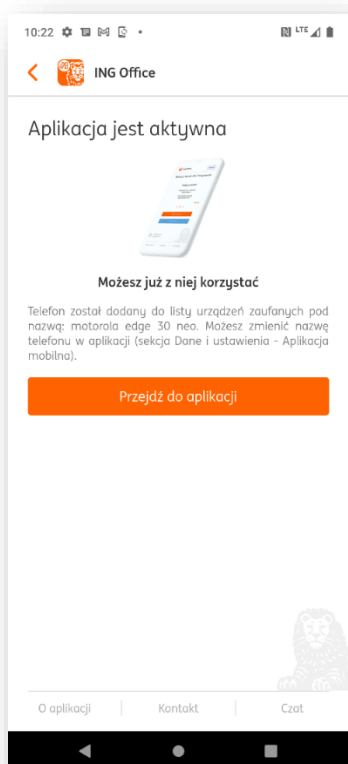 10:22
LTE
ING Office
Aplikacja jest aktywna
Możesz już z niej korzystać
Telefon został dodany do listy urządzeń zaufanych pod
nazwą: motorola edge 30 neo. Możesz zmienić nazwę
telefonu w aplikacji (sekcja Dane i ustawienia - Aplikacja
mobilna).
Przejdź do aplikacji
O aplikacji
Kontakt
Czat